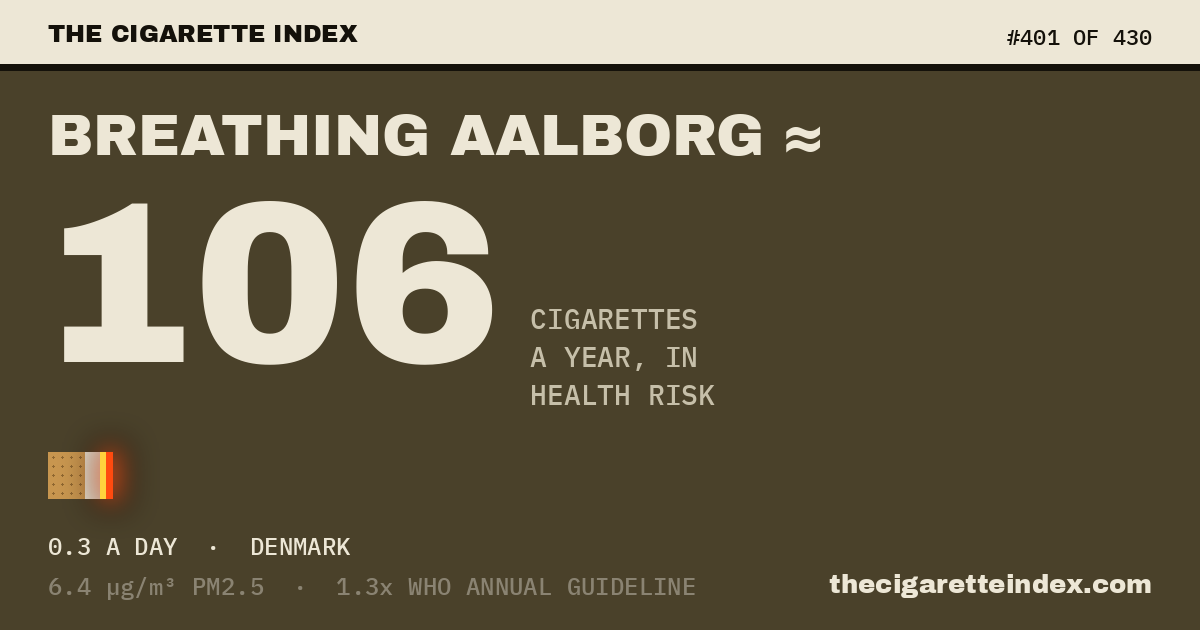 THE CIGARETTE INDEX
#401 OF 430
BREATHING AALBORG ≈
106
CIGARETTES
A YEAR, IN
HEALTH RISK
0.3 A DAY · DENMARK
6.4 µg/m³ PM2.5 · 1.3x WHO ANNUAL GUIDELINE
thecigaretteindex.com